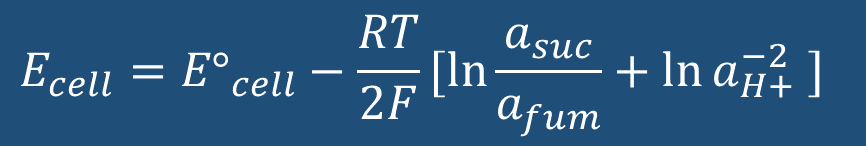 E_cell = E°_cell − RT/2F [ln a_suc/a_fum + ln a_H+^−2 ]